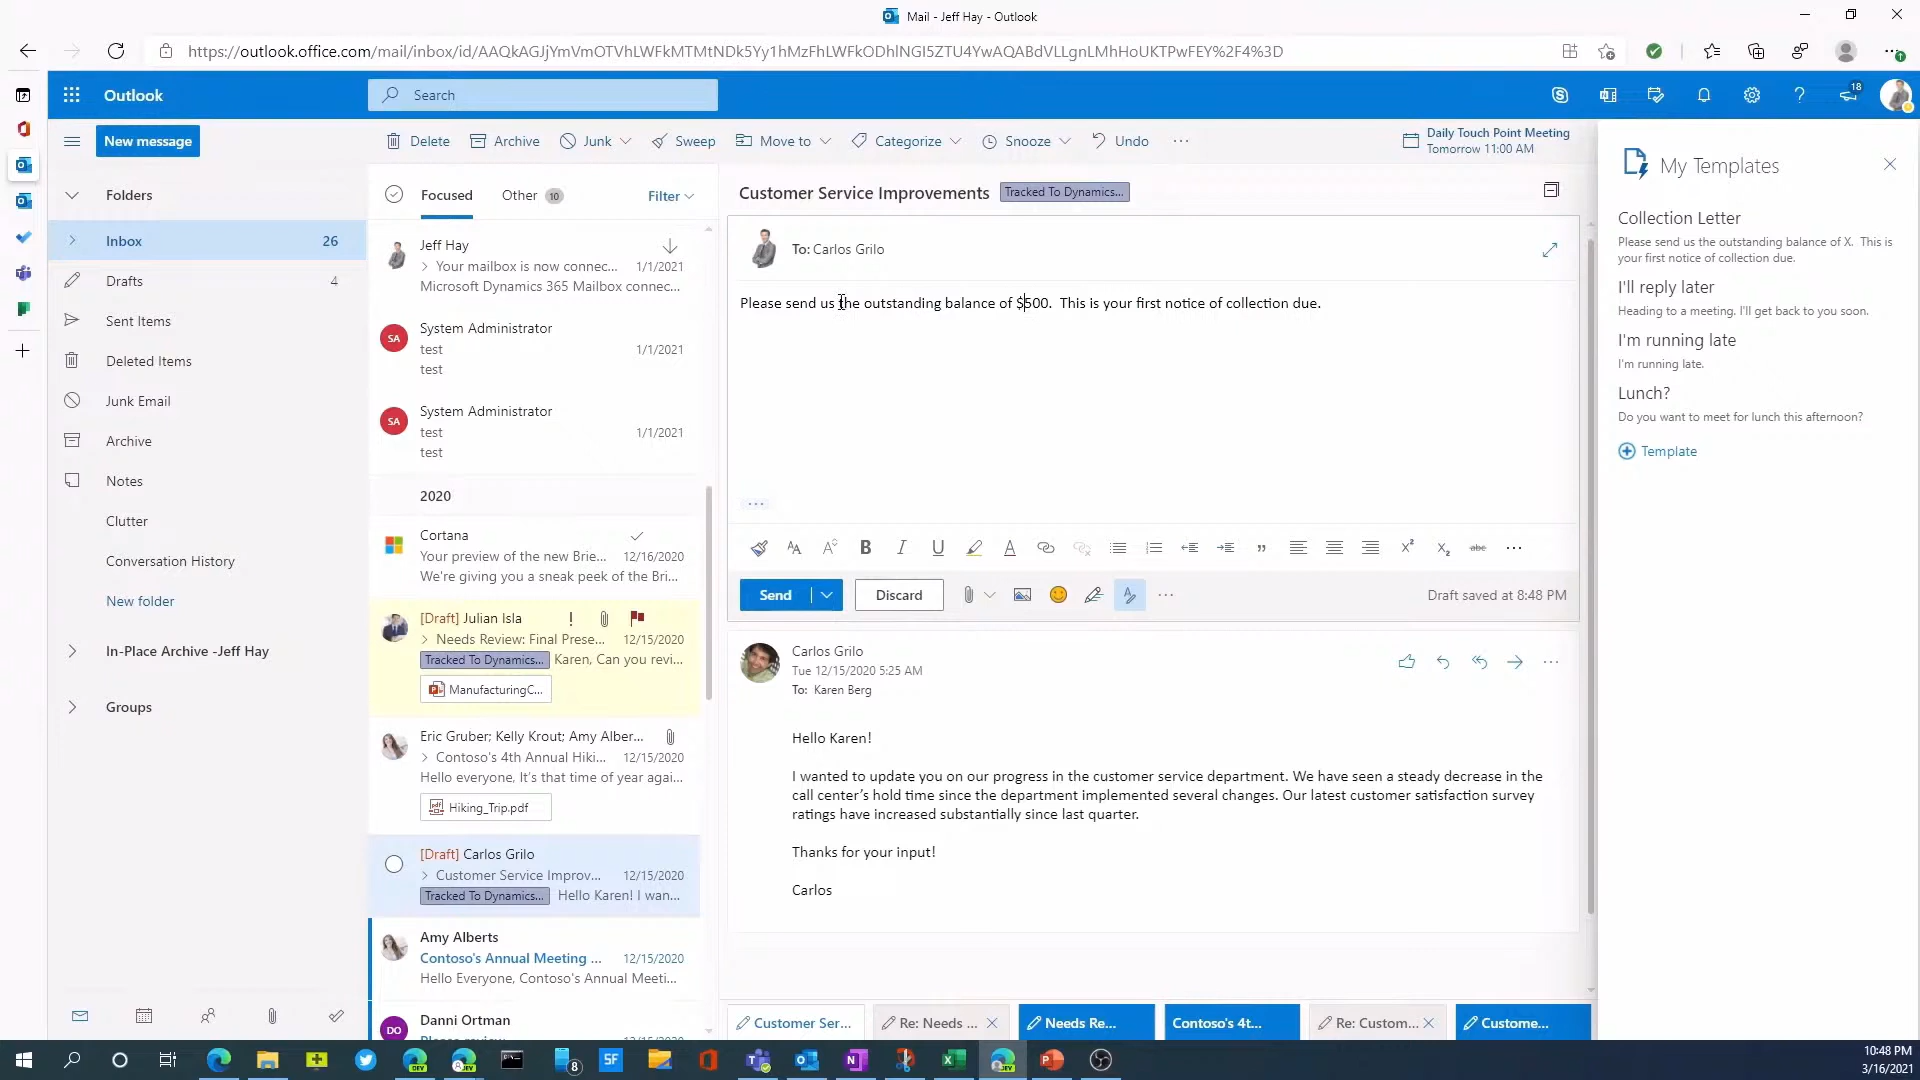 Mail - Jeff Hay - Outlook
https://outlook.office.com/mail/inbox/id/AAQkAGJjYmVmOTVhLWFkMTMtNDk5Yy1hMzFhLWFkODhlNGI5ZTU4YwAQABdVLLgnLMhHoUKTPwFEY%2F4%3D
Outlook
Search
18
New message
Delete
Archive
Junk
Sweep
Move to
Categorize
Snooze
Undo
Daily Touch Point Meeting
Tomorrow 11:00 AM
Folders
Inbox 26
Drafts 4
Sent Items
Deleted Items
Junk Email
Archive
Notes
Clutter
Conversation History
New folder
In-Place Archive -Jeff Hay
Groups
Focused
Other 10
Filter
Jeff Hay
> Your mailbox is now connec... 1/1/2021
Microsoft Dynamics 365 Mailbox connec...
SA
System Administrator
test 1/1/2021
test
SA
System Administrator
test 1/1/2021
test
2020
Cortana
Your preview of the new Brie... 12/16/2020
We're giving you a sneak peek of the Bri...
[Draft] Julian Isla
> Needs Review: Final Prese... 12/15/2020
Tracked To Dynamics... Karen, Can you revi...
ManufacturingC...
Eric Gruber; Kelly Krout; Amy Alber...
> Contoso's 4th Annual Hiki... 12/15/2020
Hello everyone, It's that time of year agai...
Hiking_Trip.pdf
[Draft] Carlos Grilo
> Customer Service Improv... 12/15/2020
Tracked To Dynamics... Hello Karen! I wan...
Amy Alberts
Contoso's Annual Meeting ... 12/15/2020
Hello Everyone, Contoso's Annual Meeti...
DO
Danni Ortman
Customer Service Improvements
Tracked To Dynamics...
To: Carlos Grilo
Please send us the outstanding balance of $500.  This is your first notice of collection due.
Send
Discard
Draft saved at 8:48 PM
Carlos Grilo
Tue 12/15/2020 5:25 AM
To: Karen Berg
Hello Karen!
I wanted to update you on our progress in the customer service department. We have seen a steady decrease in the
call center's hold time since the department implemented several changes. Our latest customer satisfaction survey
ratings have increased substantially since last quarter.
Thanks for your input!
Carlos
Customer Ser...
Re: Needs ...
Needs Re...
Contoso's 4t...
Re: Custom...
Custome...
My Templates
Collection Letter
Please send us the outstanding balance of X.  This is
your first notice of collection due.
I'll reply later
Heading to a meeting. I'll get back to you soon.
I'm running late
I'm running late.
Lunch?
Do you want to meet for lunch this afternoon?
Template
8
SF
10:48 PM
3/16/2021